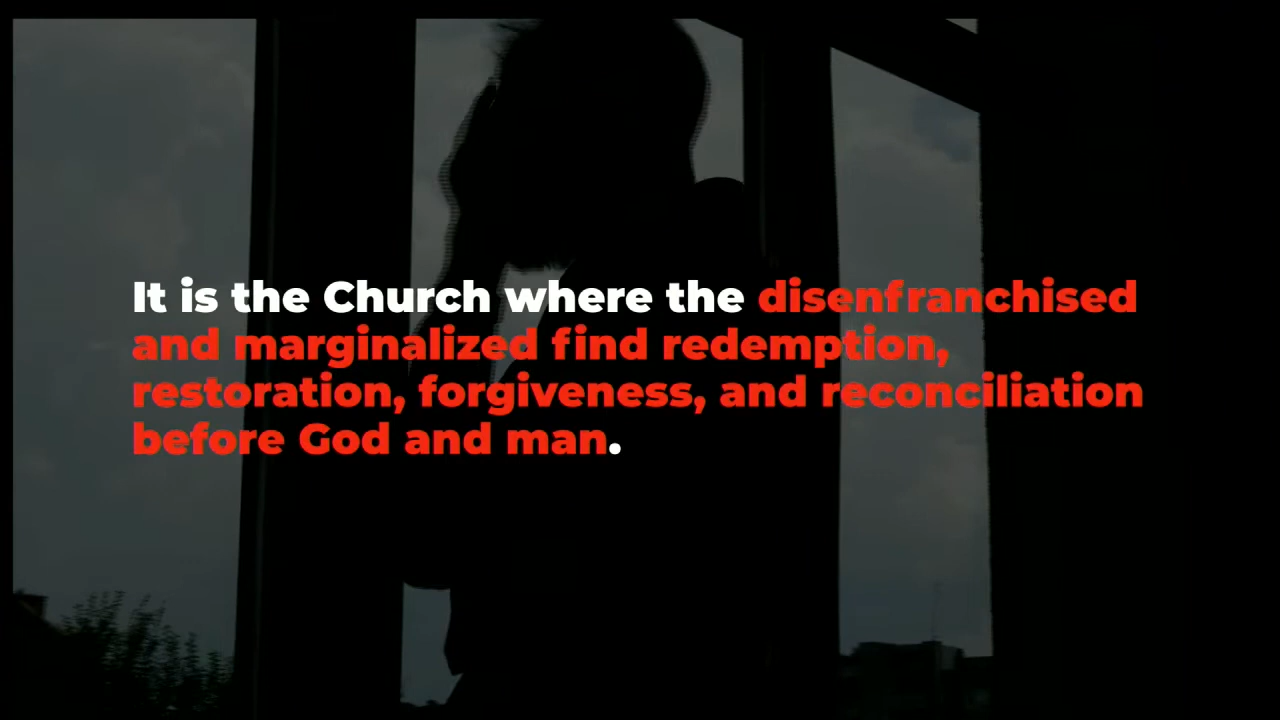 It is the Church where the disenfranchised
and marginalized find redemption,
restoration, forgiveness, and reconciliation
before God and man.